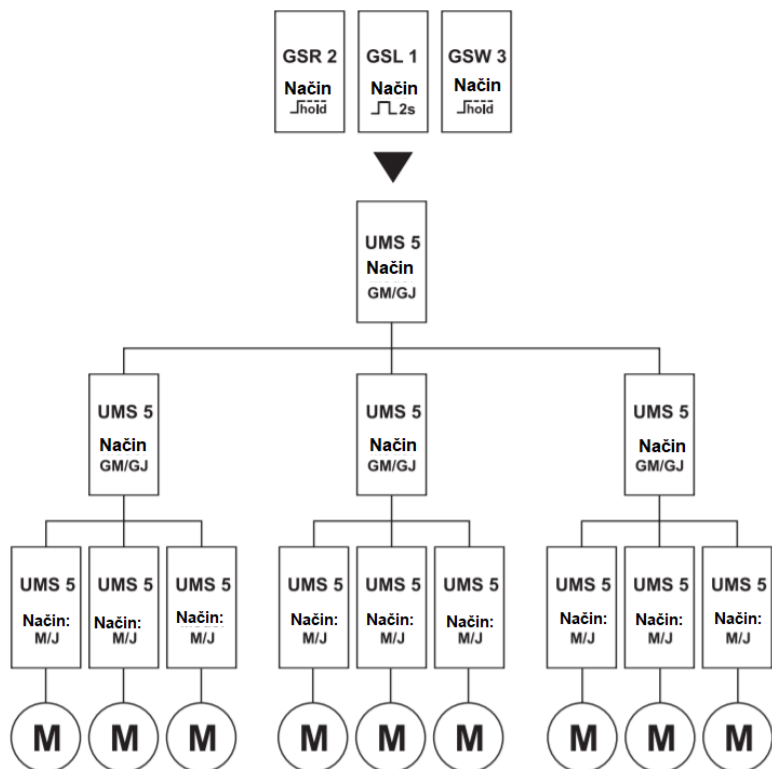 GSR 2
Način
hold
GSL 1
Način
2s
GSW 3
Način
hold
UMS 5
Način
GM/GJ
UMS 5
Način
GM/GJ
UMS 5
Način
GM/GJ
UMS 5
Način
GM/GJ
UMS 5
Način:
M/J
UMS 5
Način:
M/J
UMS 5
Način:
M/J
UMS 5
Način:
M/J
UMS 5
Način:
M/J
UMS 5
Način:
M/J
UMS 5
Način:
M/J
UMS 5
Način:
M/J
UMS 5
Način:
M/J
M
M
M
M
M
M
M
M
M